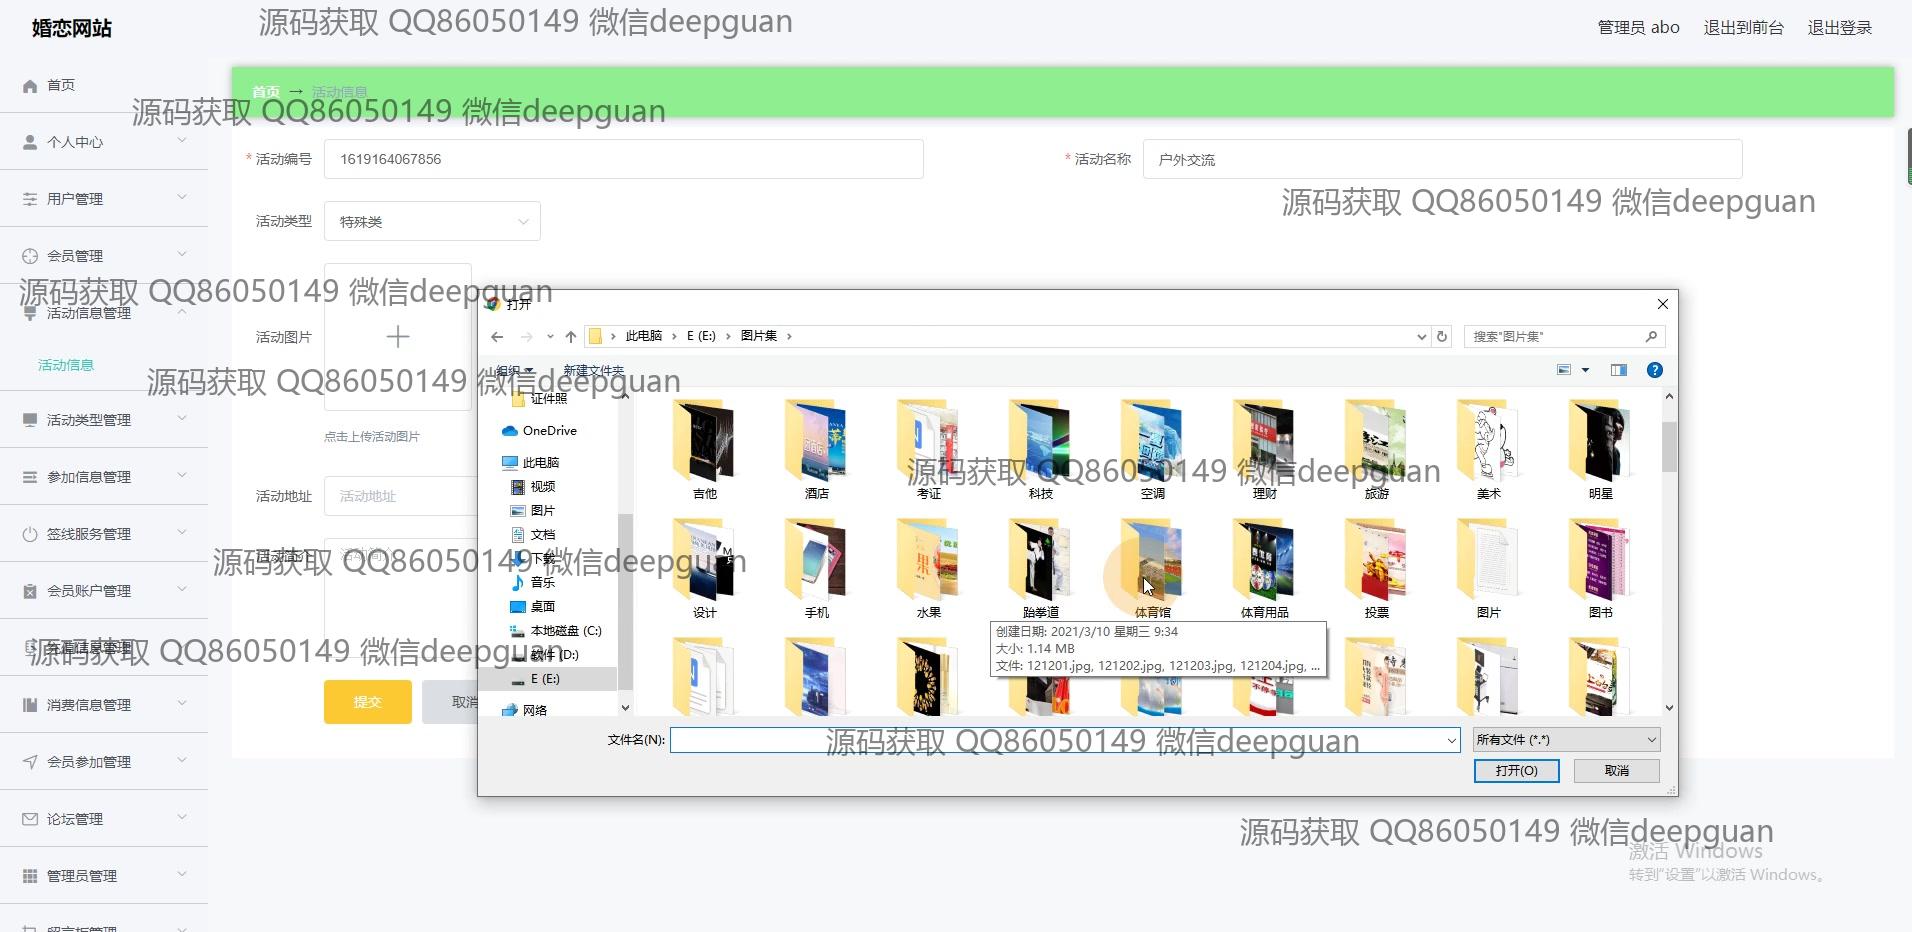 婚恋网站
源码获取 QQ86050149 微信deepguan
管理员 abo 退出到前台 退出登录
首页
个人中心
用户管理
会员管理
活动信息管理
活动信息
活动类型管理
参加信息管理
签线服务管理
会员账户管理
充值信息管理
消费信息管理
会员参加管理
论坛管理
管理员管理
留言板管理
首页 → 活动信息
源码获取 QQ86050149 微信deepguan
* 活动编号 1619164067856
* 活动名称 户外交流
源码获取 QQ86050149 微信deepguan
活动类型 特殊类
源码获取 QQ86050149 微信deepguan
活动图片
源码获取 QQ86050149 微信deepguan
点击上传活动图片
活动地址 活动地址
活动简介 活动简介
源码获取 QQ86050149 微信deepguan
源码获取 QQ86050149 微信deepguan
提交 取消
打开
此电脑 › E (E:) › 图片集 ›
搜索"图片集"
组织 新建文件夹
证件照
OneDrive
此电脑
视频
图片
文档
下载
音乐
桌面
本地磁盘 (C:)
软件 (D:)
E (E:)
网络
源码获取 QQ86050149 微信deepguan
吉他 酒店 考证 科技 空调 理财 旅游 美术 明星
设计 手机 水果 跆拳道 体育馆 体育用品 投票 图片 图书
创建日期: 2021/3/10 星期三 9:34
大小: 1.14 MB
文件: 121201.jpg, 121202.jpg, 121203.jpg, 121204.jpg, ...
文件名(N):
源码获取 QQ86050149 微信deepguan
所有文件 (*.*)
打开(O) 取消
源码获取 QQ86050149 微信deepguan
激活 Windows
转到"设置"以激活 Windows。